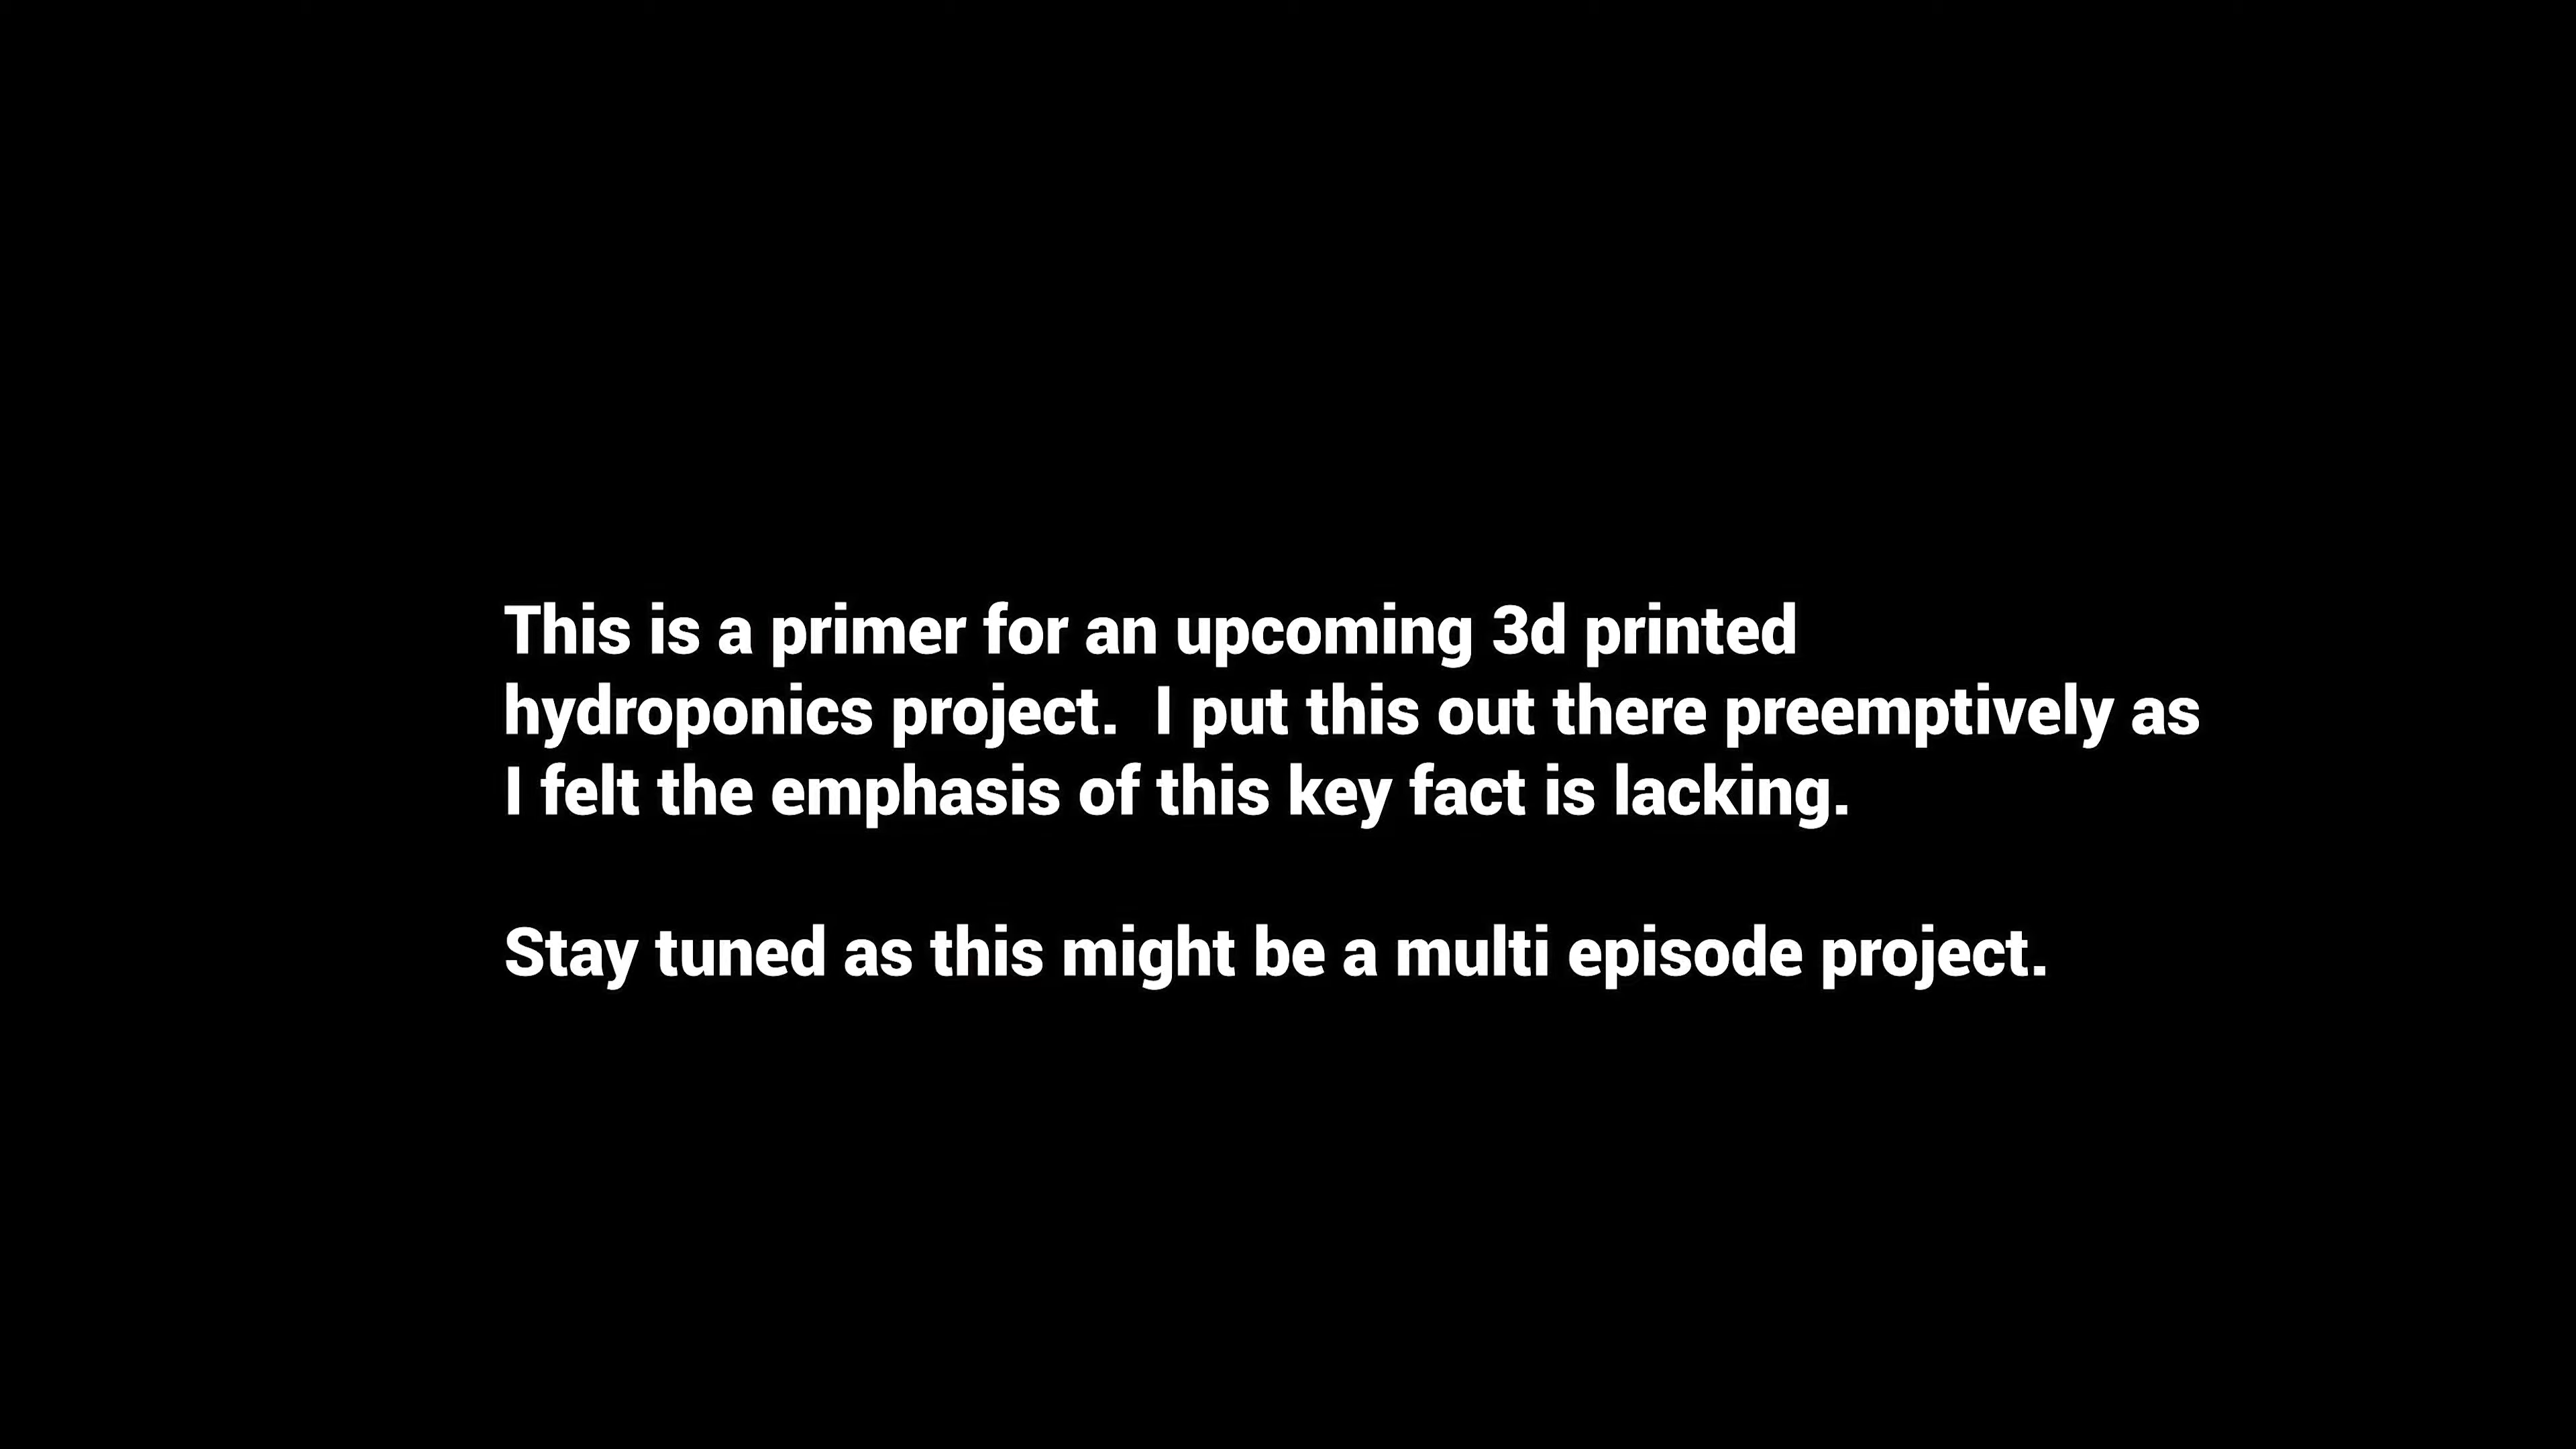 This is a primer for an upcoming 3d printed
hydroponics project.  I put this out there preemptively as
I felt the emphasis of this key fact is lacking.
Stay tuned as this might be a multi episode project.